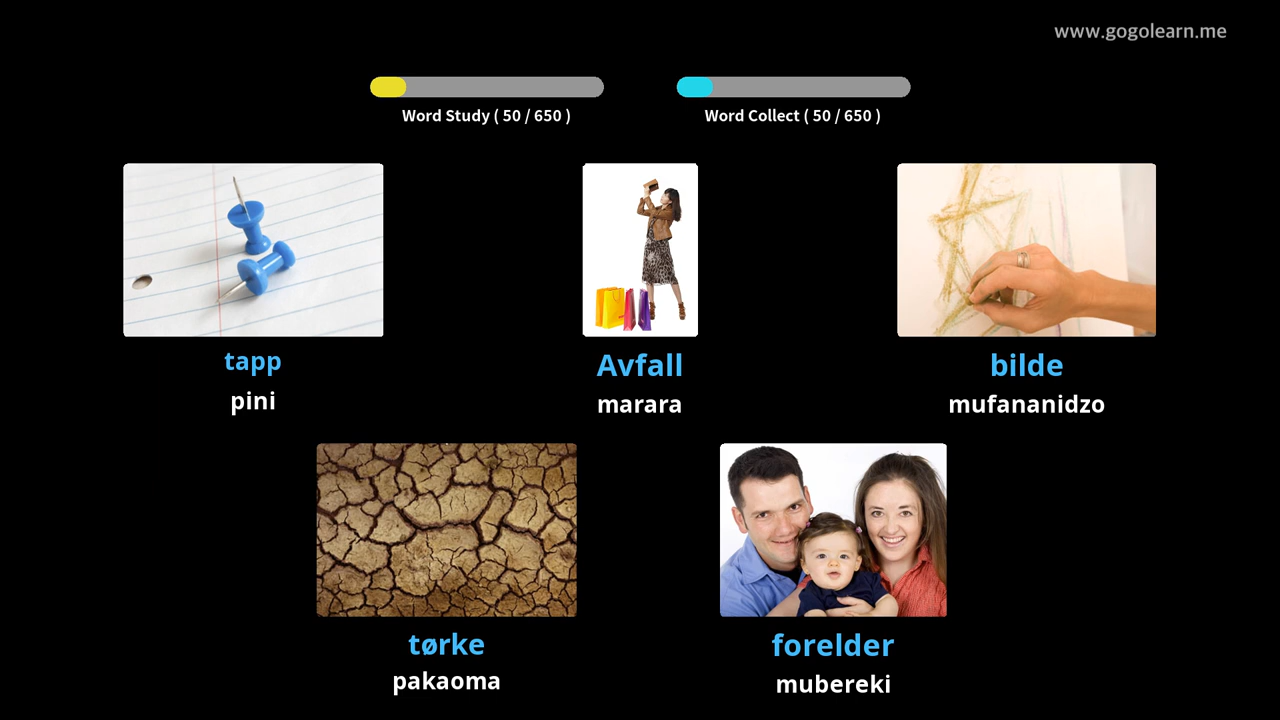 www.gogolearn.me
Word Study ( 50 / 650 )
Word Collect ( 50 / 650 )
tapp
pini
Avfall
marara
bilde
mufananidzo
tørke
pakaoma
forelder
mubereki